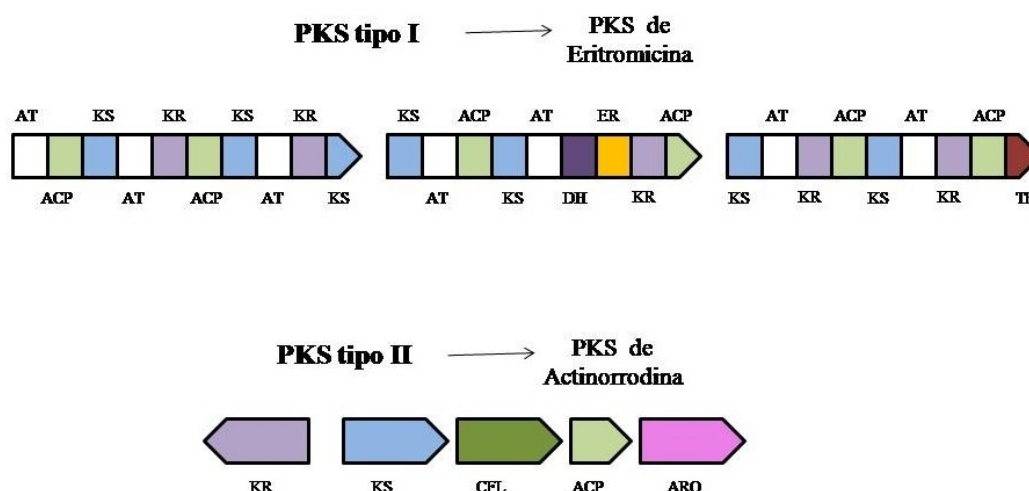 PKS tipo I
PKS de
Eritromicina
AT KS KR KS KR
ACP AT ACP AT KS
KS ACP AT ER ACP
AT KS DH KR
AT ACP AT ACP
KS KR KS KR
PKS tipo II
PKS de
Actinorrodina
KR KS CFL ACP ARO